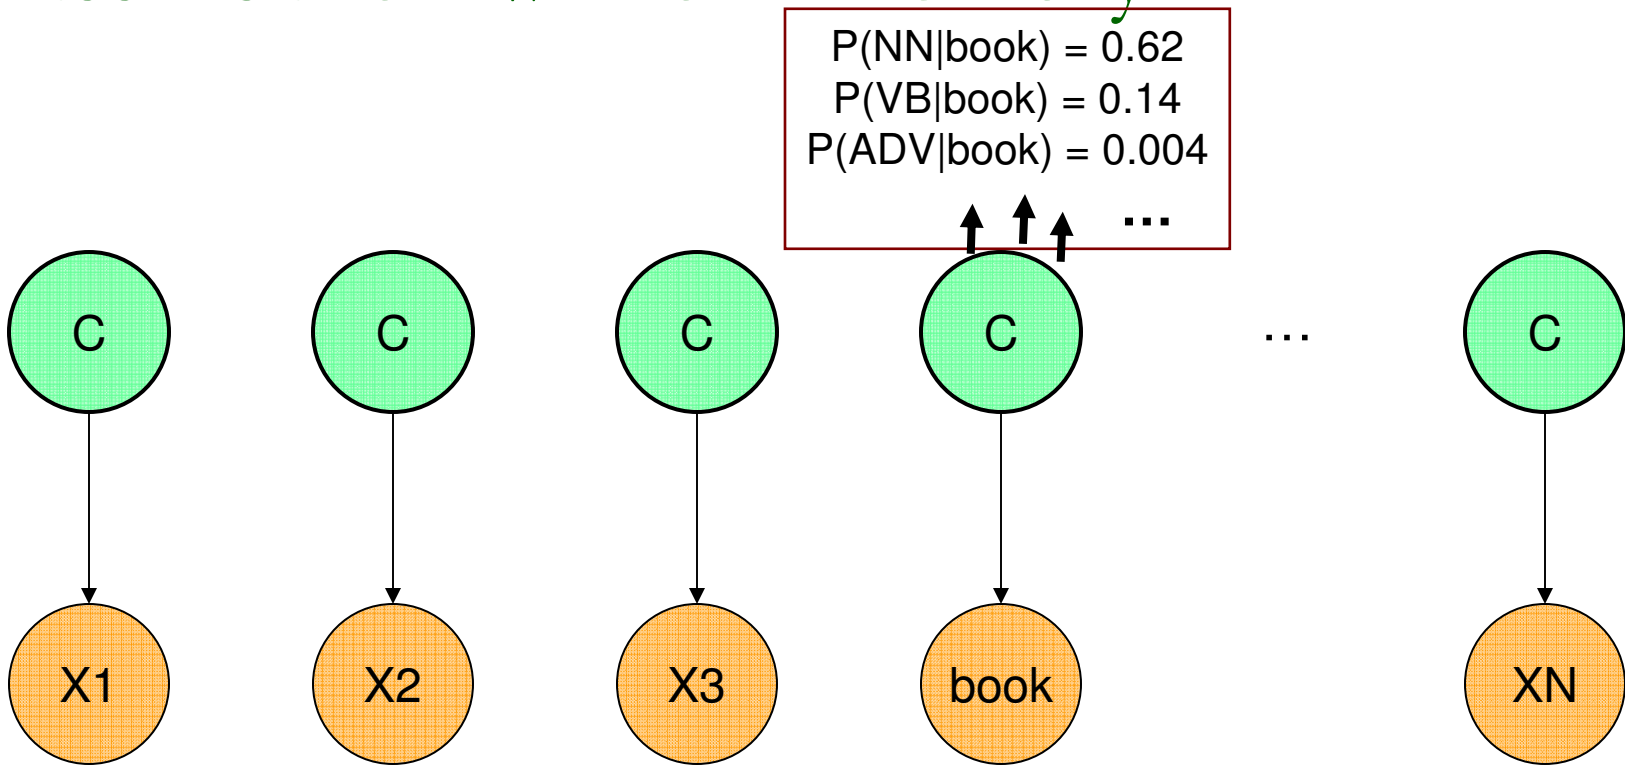 P(NN|book) = 0.62
P(VB|book) = 0.14
P(ADV|book) = 0.004
...
C C C C ... C
X1 X2 X3 book XN